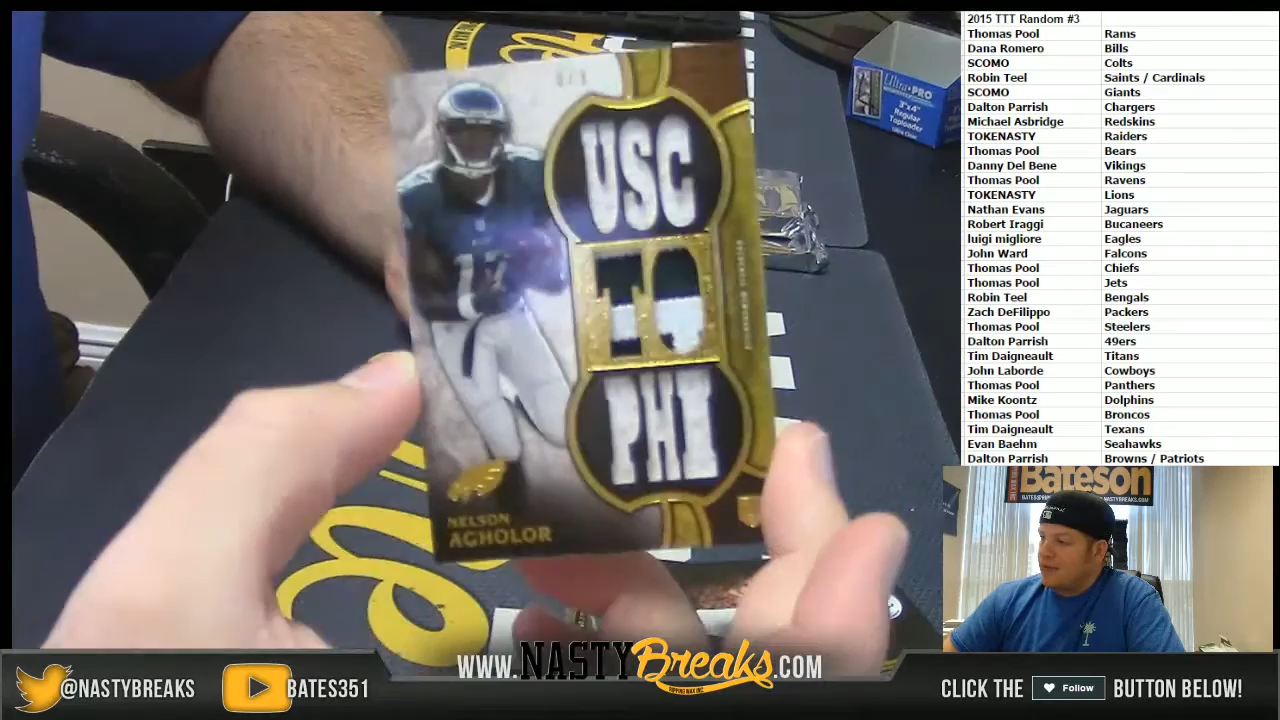 2015 TTT Random #3
Thomas Pool Rams
Dana Romero Bills
SCOMO Colts
Robin Teel Saints / Cardinals
SCOMO Giants
Dalton Parrish Chargers
Michael Asbridge Redskins
TOKENASTY Raiders
Thomas Pool Bears
Danny Del Bene Vikings
Thomas Pool Ravens
TOKENASTY Lions
Nathan Evans Jaguars
Robert Iraggi Bucaneers
luigi migliore Eagles
John Ward Falcons
Thomas Pool Chiefs
Thomas Pool Jets
Robin Teel Bengals
Zach DeFilippo Packers
Thomas Pool Steelers
Dalton Parrish 49ers
Tim Daigneault Titans
John Laborde Cowboys
Thomas Pool Panthers
Mike Koontz Dolphins
Thomas Pool Broncos
Tim Daigneault Texans
Evan Baehm Seahawks
Dalton Parrish Browns / Patriots
Ultra PRO
3"x4"
Regular
Toploader
USC
TO
PHI
17
NELSON
AGHOLOR
Bateson
@NASTYBREAKS
BATES351
WWW.NASTYBreaks.COM
RIPPING WAX INC
CLICK THE Follow BUTTON BELOW!